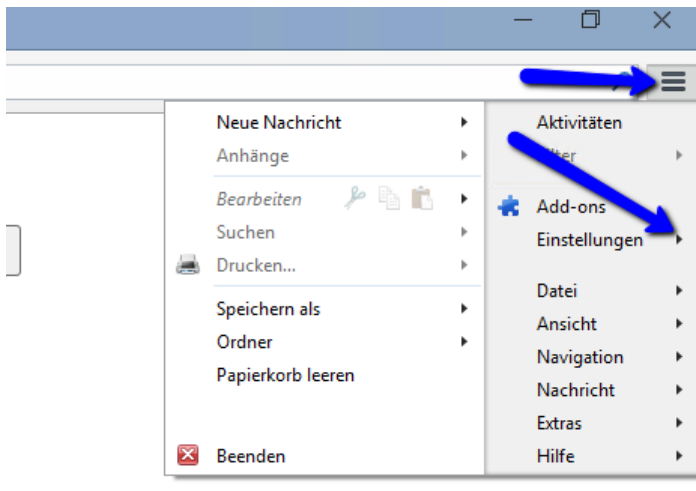 Neue Nachricht
Anhänge
Bearbeiten
Suchen
Drucken...
Speichern als
Ordner
Papierkorb leeren
Beenden
Aktivitäten
Add-ons
Einstellungen
Datei
Ansicht
Navigation
Nachricht
Extras
Hilfe